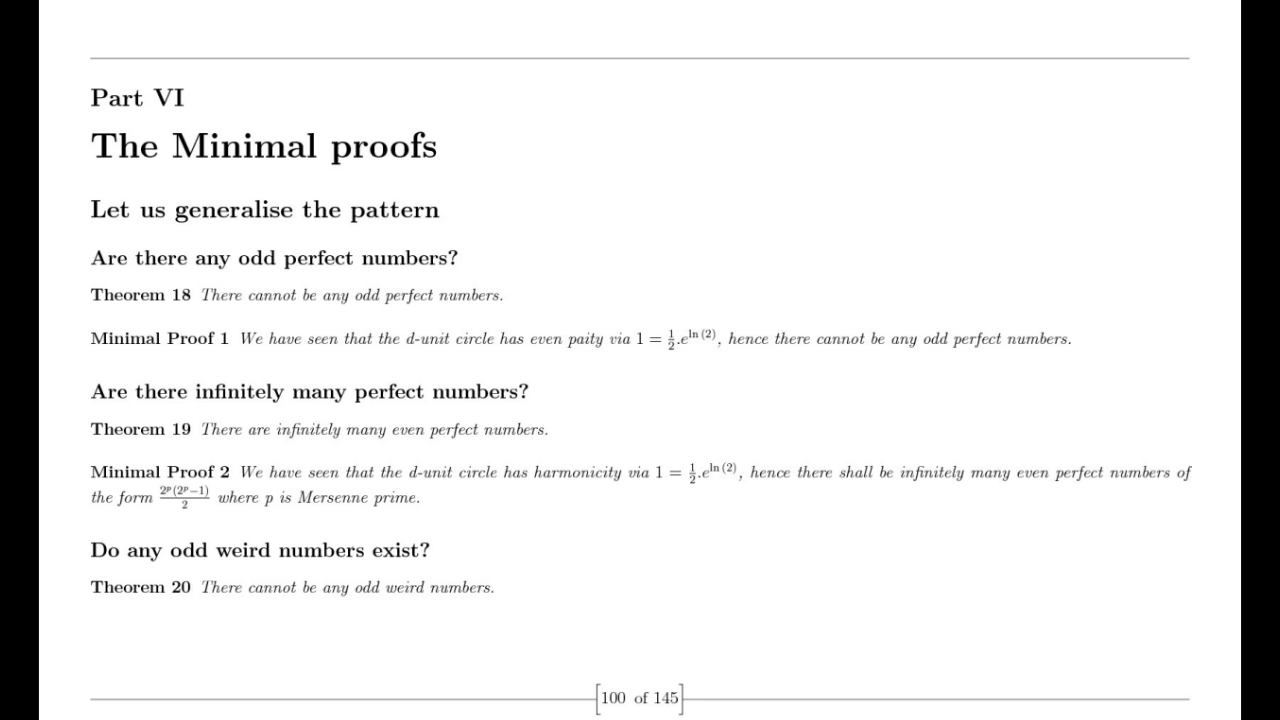 Part VI
The Minimal proofs
Let us generalise the pattern
Are there any odd perfect numbers?
Theorem 18 There cannot be any odd perfect numbers.
Minimal Proof 1 We have seen that the d-unit circle has even paity via 1 = 1/2.e^ln (2), hence there cannot be any odd perfect numbers.
Are there infinitely many perfect numbers?
Theorem 19 There are infinitely many even perfect numbers.
Minimal Proof 2 We have seen that the d-unit circle has harmonicity via 1 = 1/2.e^ln (2), hence there shall be infinitely many even perfect numbers of
the form 2^p(2^p−1)/2 where p is Mersenne prime.
Do any odd weird numbers exist?
Theorem 20 There cannot be any odd weird numbers.
[100 of 145]